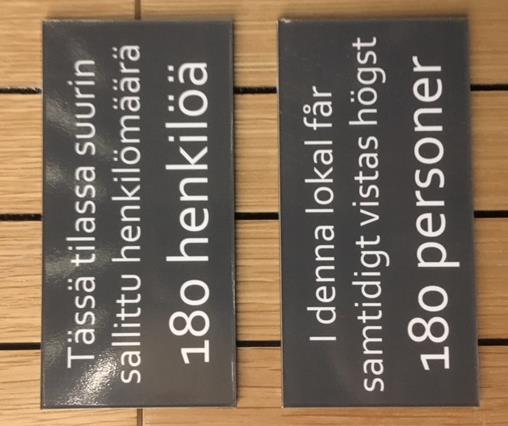 Tässä tilassa suurin
sallittu henkilömäärä
180 henkilöä
I denna lokal får
samtidigt vistas högst
180 personer